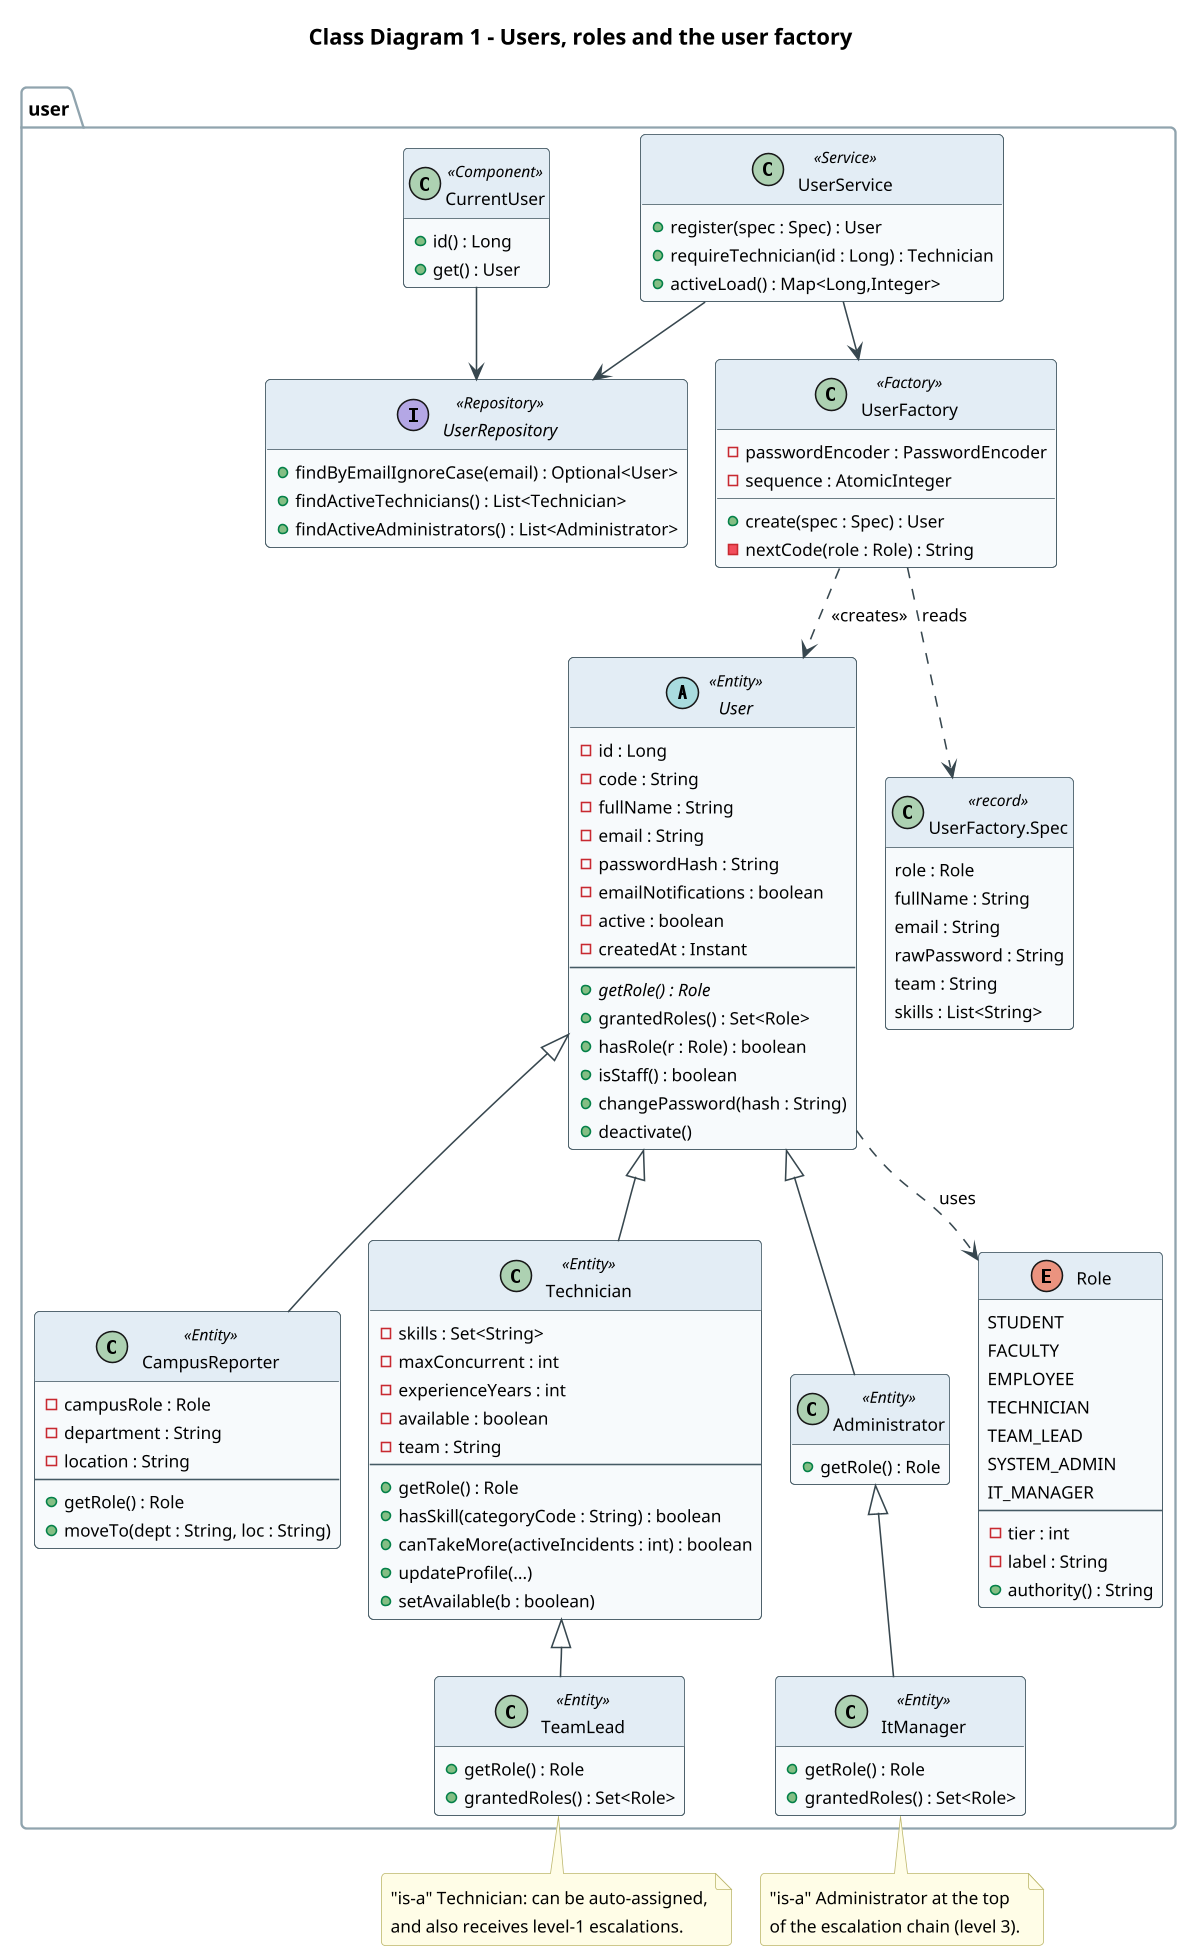 Class Diagram 1 - Users, roles and the user factory
user
C
«Component»
CurrentUser
id() : Long
get() : User
C
«Service»
UserService
register(spec : Spec) : User
requireTechnician(id : Long) : Technician
activeLoad() : Map<Long,Integer>
I
«Repository»
UserRepository
findByEmailIgnoreCase(email) : Optional<User>
findActiveTechnicians() : List<Technician>
findActiveAdministrators() : List<Administrator>
C
«Factory»
UserFactory
passwordEncoder : PasswordEncoder
sequence : AtomicInteger
create(spec : Spec) : User
nextCode(role : Role) : String
«creates»
reads
A
«Entity»
User
id : Long
code : String
fullName : String
email : String
passwordHash : String
emailNotifications : boolean
active : boolean
createdAt : Instant
getRole() : Role
grantedRoles() : Set<Role>
hasRole(r : Role) : boolean
isStaff() : boolean
changePassword(hash : String)
deactivate()
C
«record»
UserFactory.Spec
role : Role
fullName : String
email : String
rawPassword : String
team : String
skills : List<String>
uses
C
«Entity»
CampusReporter
campusRole : Role
department : String
location : String
getRole() : Role
moveTo(dept : String, loc : String)
C
«Entity»
Technician
skills : Set<String>
maxConcurrent : int
experienceYears : int
available : boolean
team : String
getRole() : Role
hasSkill(categoryCode : String) : boolean
canTakeMore(activeIncidents : int) : boolean
updateProfile(...)
setAvailable(b : boolean)
C
«Entity»
Administrator
getRole() : Role
E
Role
STUDENT
FACULTY
EMPLOYEE
TECHNICIAN
TEAM_LEAD
SYSTEM_ADMIN
IT_MANAGER
tier : int
label : String
authority() : String
C
«Entity»
TeamLead
getRole() : Role
grantedRoles() : Set<Role>
C
«Entity»
ItManager
getRole() : Role
grantedRoles() : Set<Role>
"is-a" Technician: can be auto-assigned,
and also receives level-1 escalations.
"is-a" Administrator at the top
of the escalation chain (level 3).